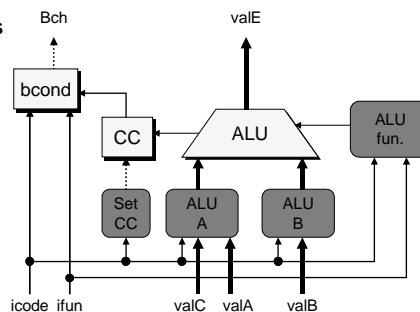 s
Bch
valE
bcond
CC
ALU
ALU
fun.
Set
CC
ALU
A
ALU
B
icode
ifun
valC
valA
valB